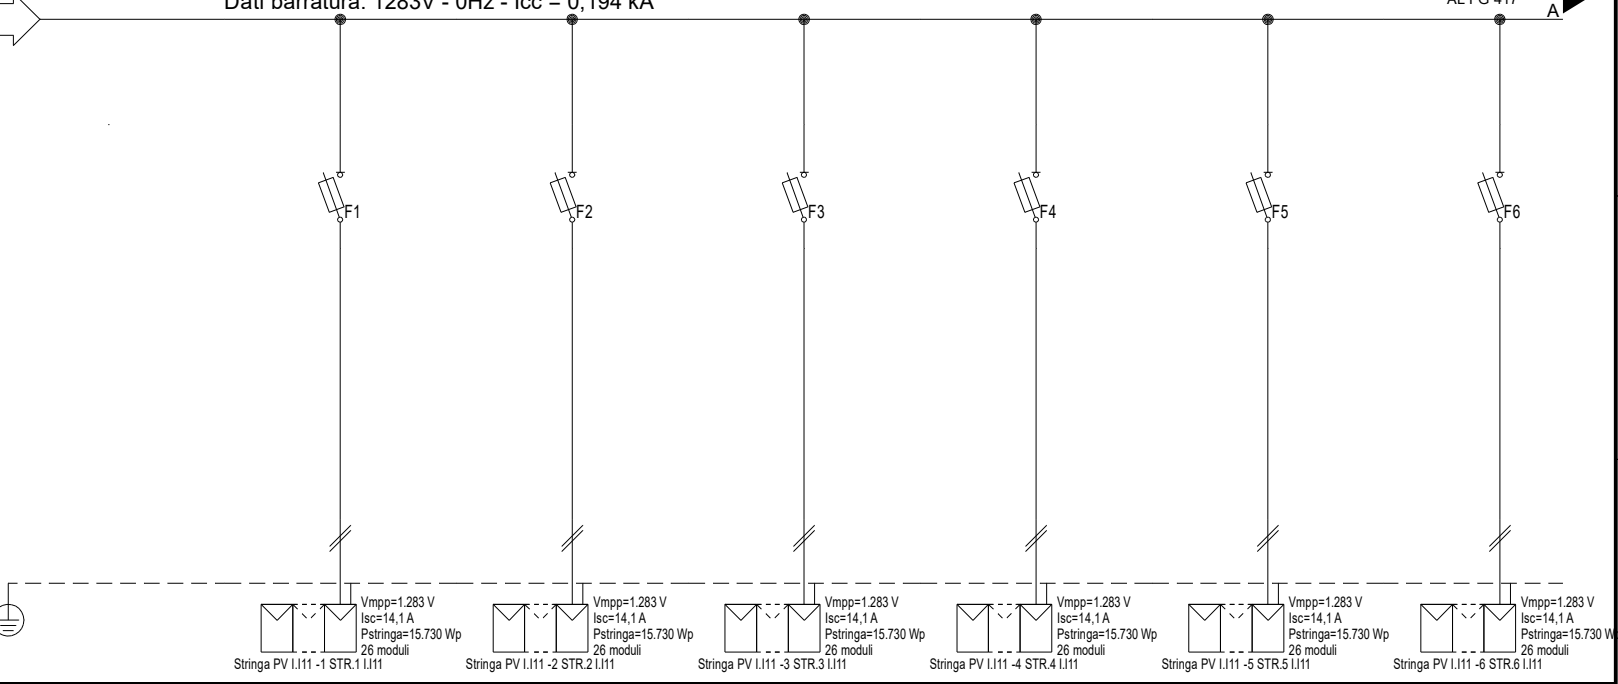 Dati barratura: 1283V - 0Hz - Icc = 0,194 kA
A
F1
F2
F3
F4
F5
F6
Vmpp=1.283 V
Isc=14,1 A
Pstringa=15.730 Wp
26 moduli
Stringa PV I.I11 -1 STR.1 I.I11
Vmpp=1.283 V
Isc=14,1 A
Pstringa=15.730 Wp
26 moduli
Stringa PV I.I11 -2 STR.2 I.I11
Vmpp=1.283 V
Isc=14,1 A
Pstringa=15.730 Wp
26 moduli
Stringa PV I.I11 -3 STR.3 I.I11
Vmpp=1.283 V
Isc=14,1 A
Pstringa=15.730 Wp
26 moduli
Stringa PV I.I11 -4 STR.4 I.I11
Vmpp=1.283 V
Isc=14,1 A
Pstringa=15.730 Wp
26 moduli
Stringa PV I.I11 -5 STR.5 I.I11
Vmpp=1.283 V
Isc=14,1 A
Pstringa=15.730 W
26 moduli
Stringa PV I.I11 -6 STR.6 I.I11